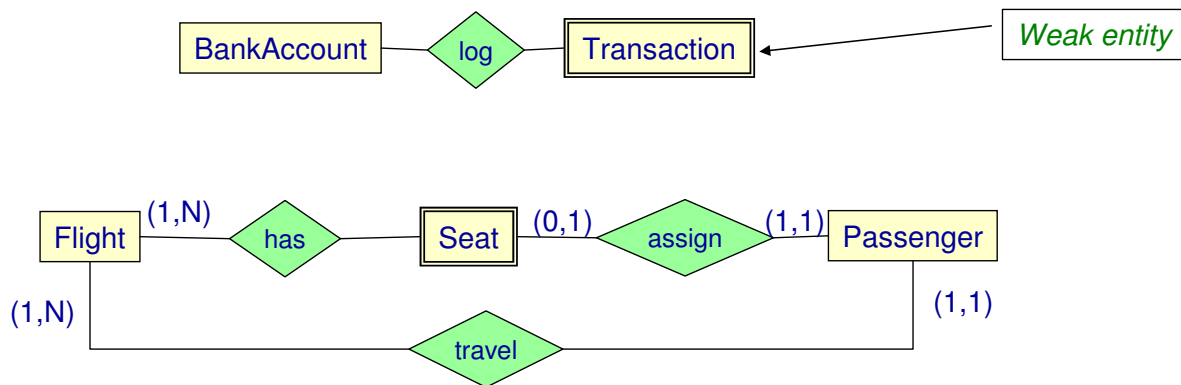 BankAccount
log
Transaction
Weak entity
Flight
(1,N)
has
Seat
(0,1)
assign
(1,1)
Passenger
(1,N)
travel
(1,1)